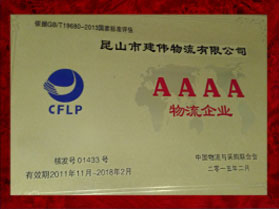 依据GB/T19680-2013国家标准评估
昆山市建伟物流有限公司
CFLP
AAAA
物流企业
核发号01433号
有效期2011年11月-2018年2月
中国物流与采购联合会
二零一五年二月